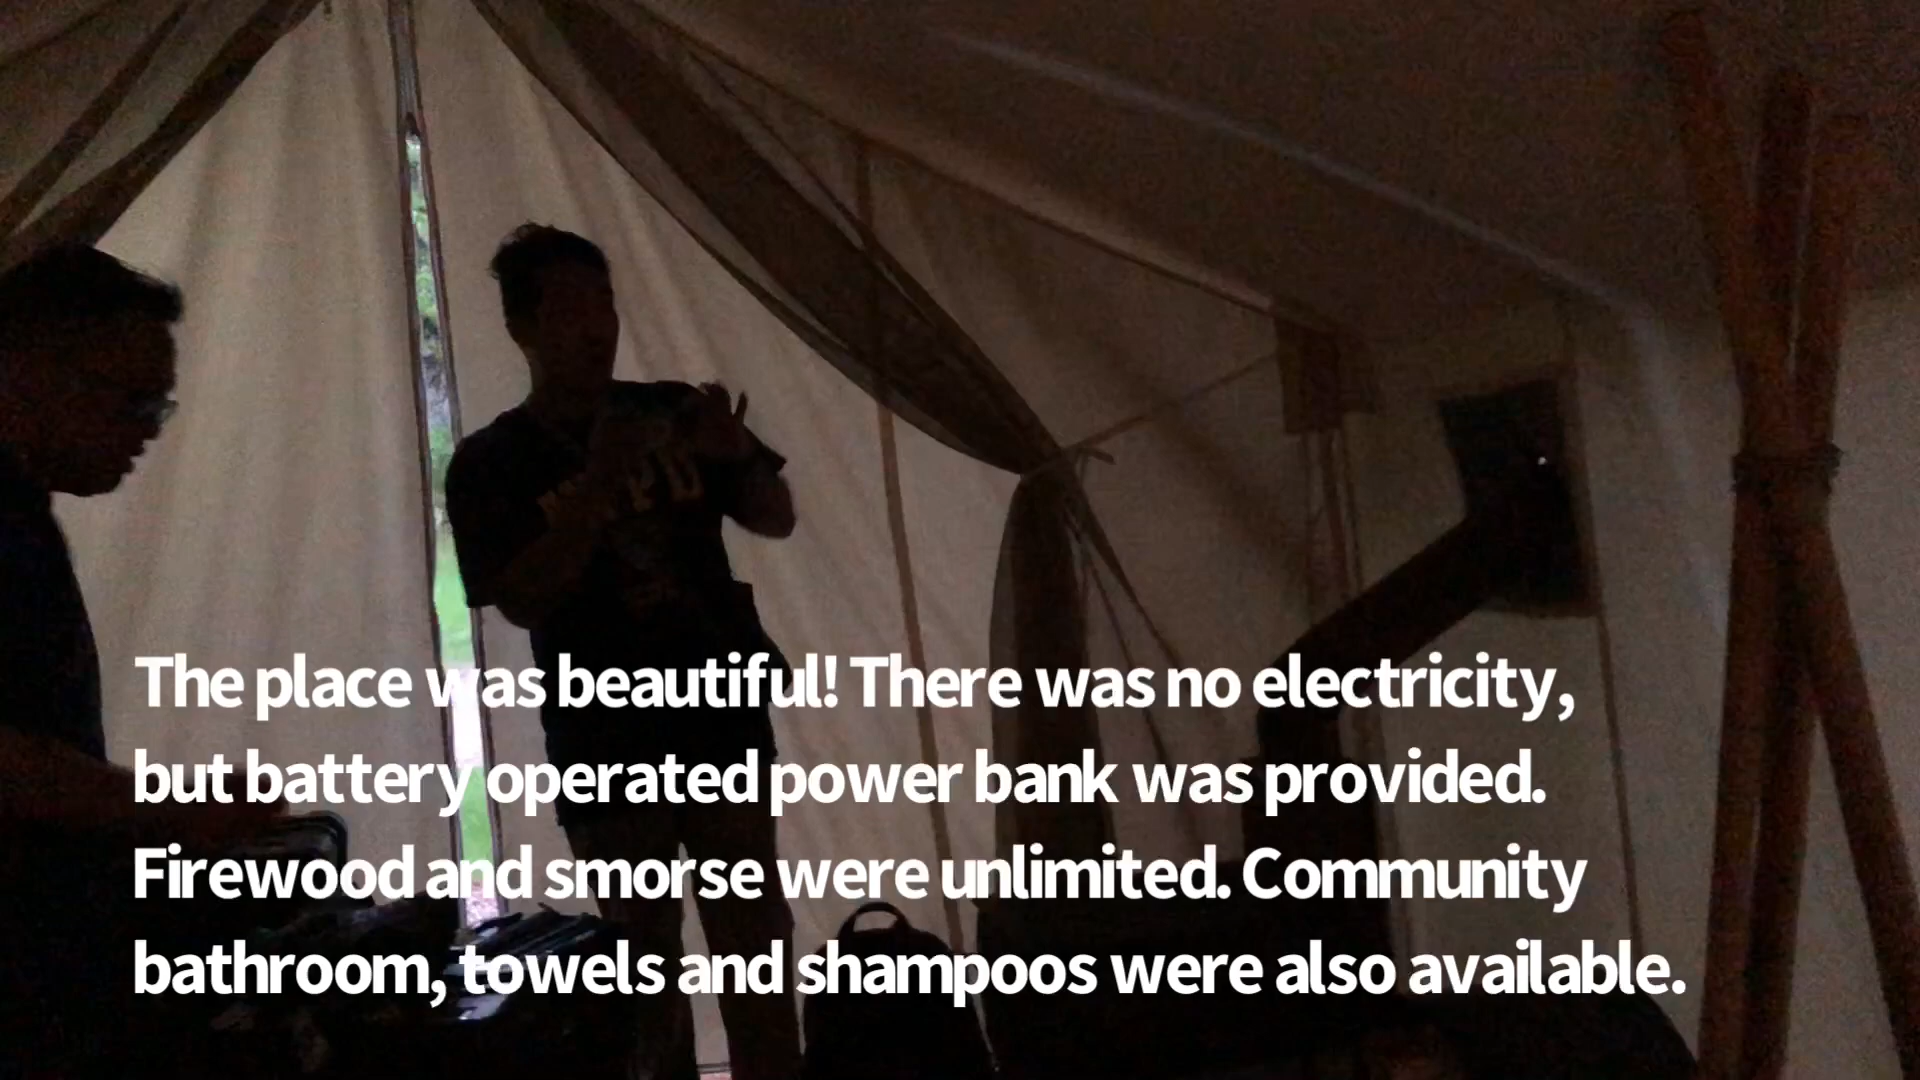 The place was beautiful! There was no electricity,
but battery operated power bank was provided.
Firewood and smorse were unlimited. Community
bathroom, towels and shampoos were also available.